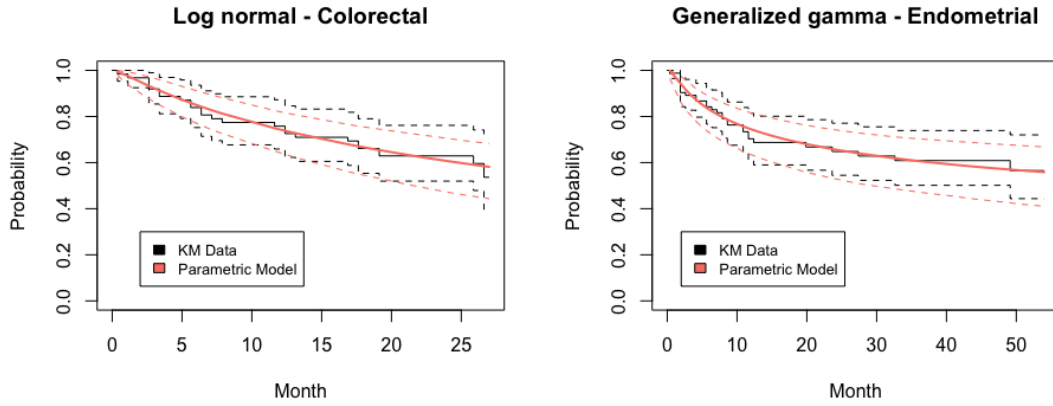 Log normal - Colorectal
Probability
1.0
0.8
0.6
0.4
0.2
0.0
KM Data
Parametric Model
0 5 10 15 20 25
Month
Generalized gamma - Endometrial
Probability
1.0
0.8
0.6
0.4
0.2
0.0
KM Data
Parametric Model
0 10 20 30 40 50
Month